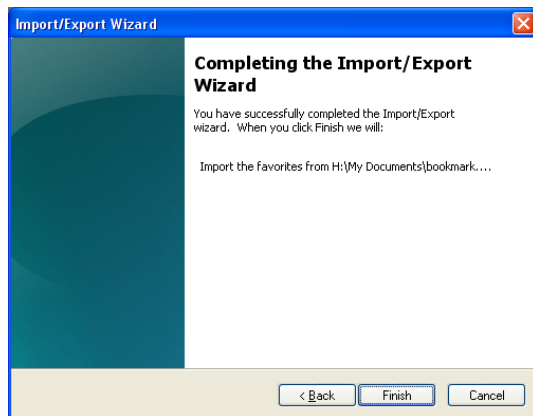 Import/Export Wizard
Completing the Import/Export
Wizard
You have successfully completed the Import/Export
wizard.  When you click Finish we will:
Import the favorites from H:\My Documents\bookmark....
< Back
Finish
Cancel